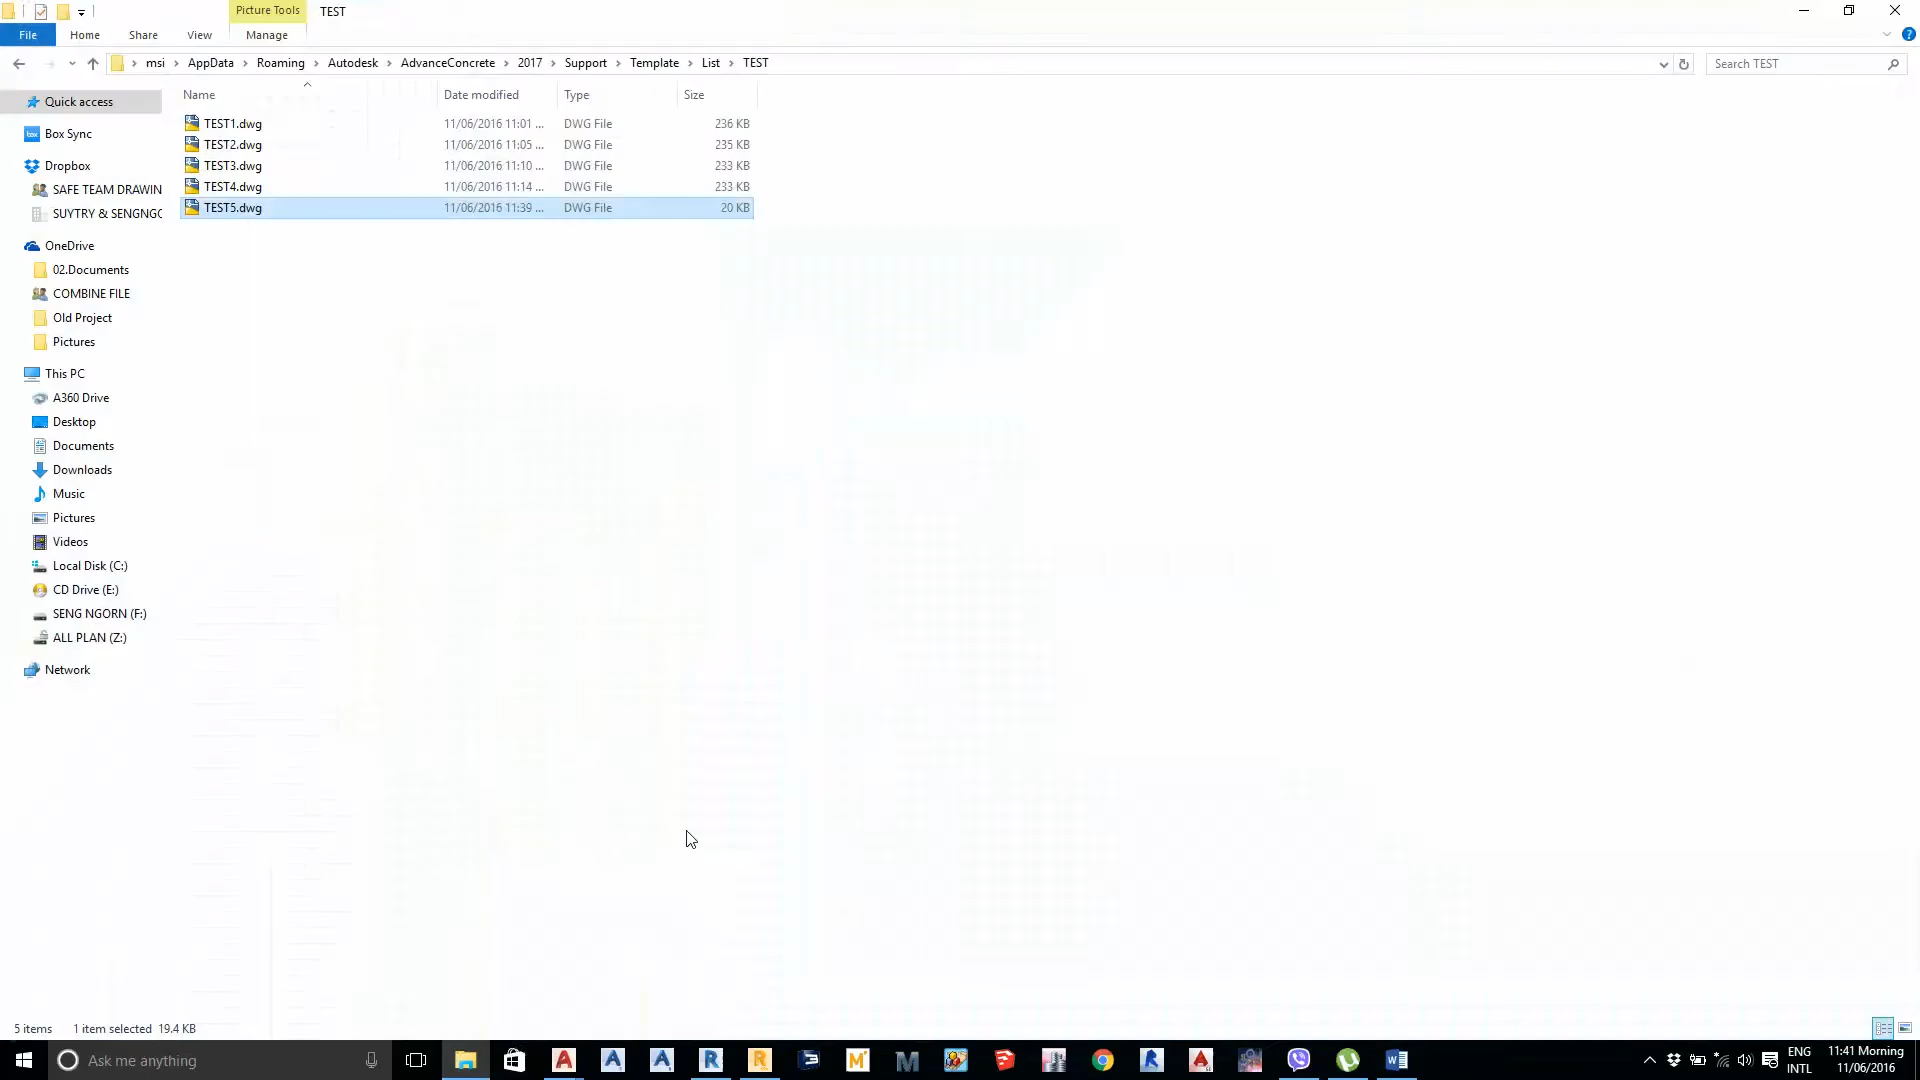 Picture Tools TEST
File Home Share View Manage
msi AppData Roaming Autodesk AdvanceConcrete 2017 Support Template List TEST Search TEST
Name Date modified Type Size
Quick access
Box Sync
Dropbox
SAFE TEAM DRAWIN
SUYTRY & SENGNGO
OneDrive
02.Documents
COMBINE FILE
Old Project
Pictures
This PC
A360 Drive
Desktop
Documents
Downloads
Music
Pictures
Videos
Local Disk (C:)
CD Drive (E:)
SENG NGORN (F:)
ALL PLAN (Z:)
Network
TEST1.dwg 11/06/2016 11:01 ... DWG File 236 KB
TEST2.dwg 11/06/2016 11:05 ... DWG File 235 KB
TEST3.dwg 11/06/2016 11:10 ... DWG File 233 KB
TEST4.dwg 11/06/2016 11:14 ... DWG File 233 KB
TEST5.dwg 11/06/2016 11:39 ... DWG File 20 KB
5 items 1 item selected 19.4 KB
Ask me anything
ENG
INTL
11:41 Morning
11/06/2016